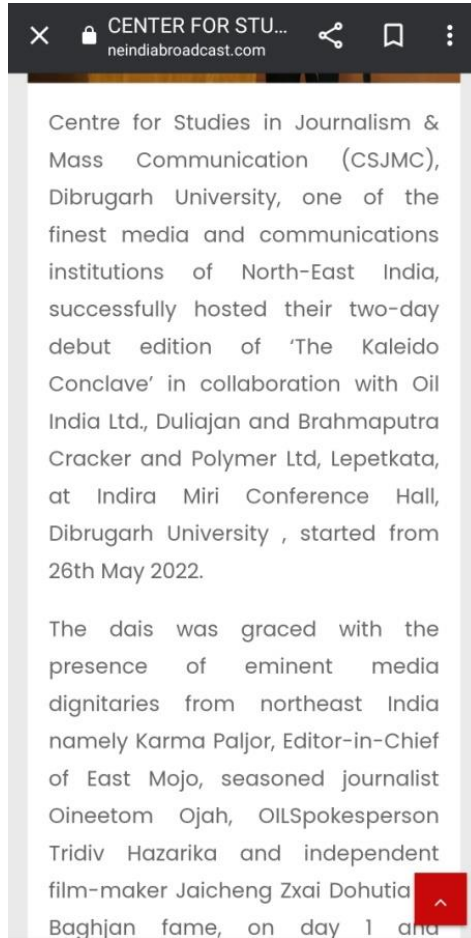 CENTER FOR STU...
neindiabroadcast.com
Centre for Studies in Journalism &
Mass Communication (CSJMC),
Dibrugarh University, one of the
finest media and communications
institutions of North-East India,
successfully hosted their two-day
debut edition of ‘The Kaleido
Conclave’ in collaboration with Oil
India Ltd., Duliajan and Brahmaputra
Cracker and Polymer Ltd, Lepetkata,
at Indira Miri Conference Hall,
Dibrugarh University , started from
26th May 2022.
The dais was graced with the
presence of eminent media
dignitaries from northeast India
namely Karma Paljor, Editor-in-Chief
of East Mojo, seasoned journalist
Oineetom Ojah, OILSpokesperson
Tridiv Hazarika and independent
film-maker Jaicheng Zxai Dohutia
Baghjan fame, on day 1 and